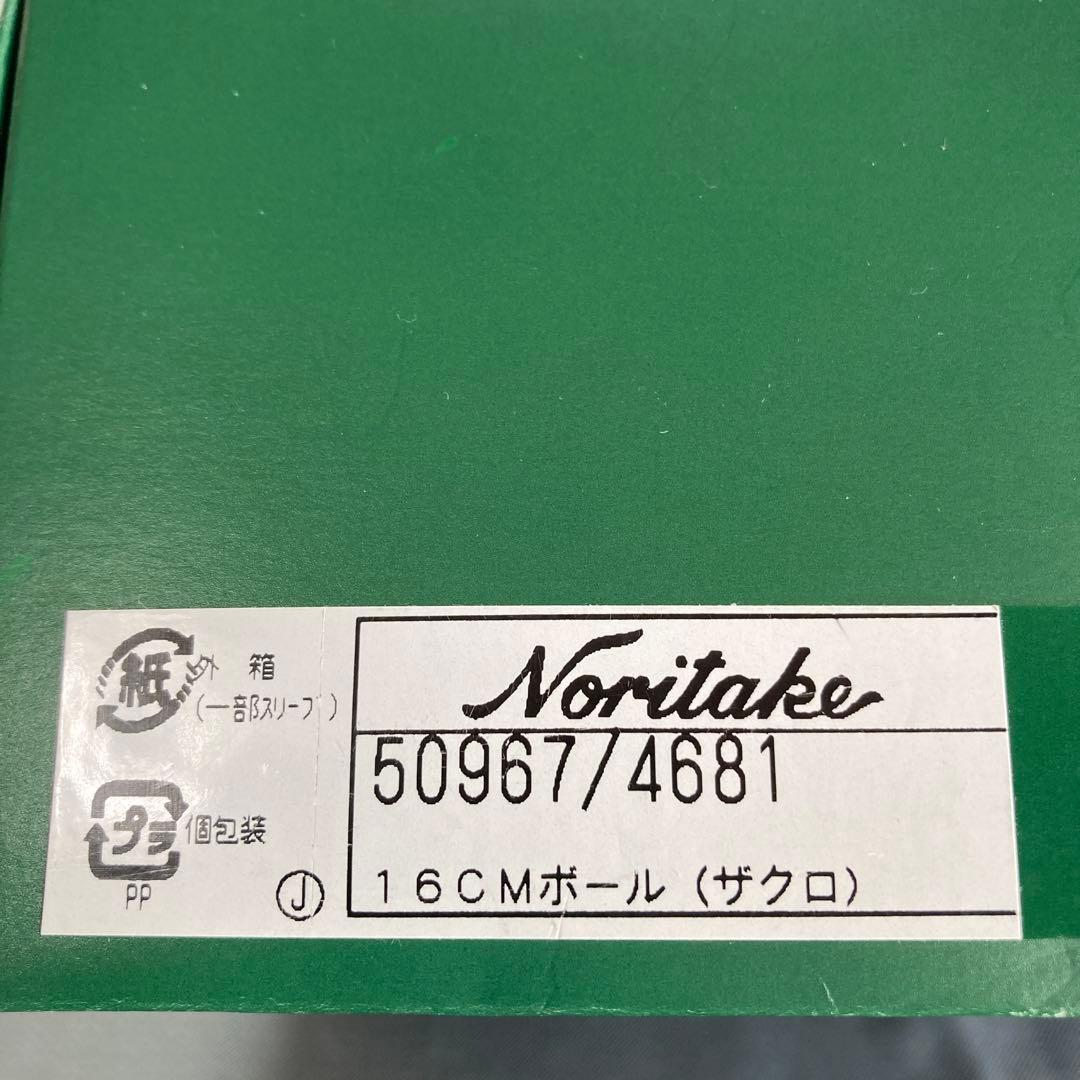 紙 外箱
(一部スリーブ)
プラ 個包装
PP
J
Noritake
50967/4681
16CMボール(ザクロ)